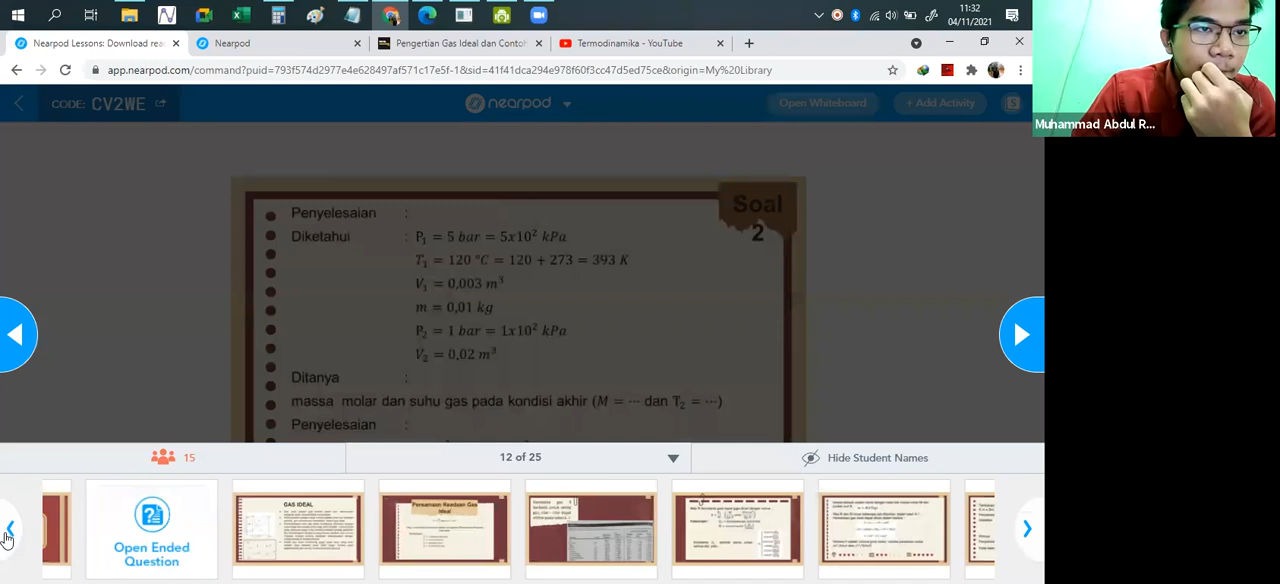 11:32
04/11/2021
Nearpod Lessons: Download rea
Nearpod
Pengertian Gas Ideal dan Contoh
Termodinamika - YouTube
app.nearpod.com/command?puid=793f574d2977e4e628497af571c17e5f-1&sid=41f41dca294e978f60f3cc47d5ed75ce&origin=My%20Library
Muhammad Abdul R...
CODE: CV2WE
nearpod
Open Whiteboard
+ Add Activity
Soal
2
Penyelesaian :
Diketahui : P₁ = 5 bar = 5x10² kPa
T₁ = 120 °C = 120 + 273 = 393 K
V₁ = 0,003 m³
m = 0,01 kg
P₂ = 1 bar = 1x10² kPa
V₂ = 0,02 m³
Ditanya :
massa molar dan suhu gas pada kondisi akhir (M = ⋯ dan T₂ = ⋯)
Penyelesaian :
15
12 of 25
Hide Student Names
Open Ended
Question
GAS IDEAL
Persamaan Keadaan Gas
Ideal